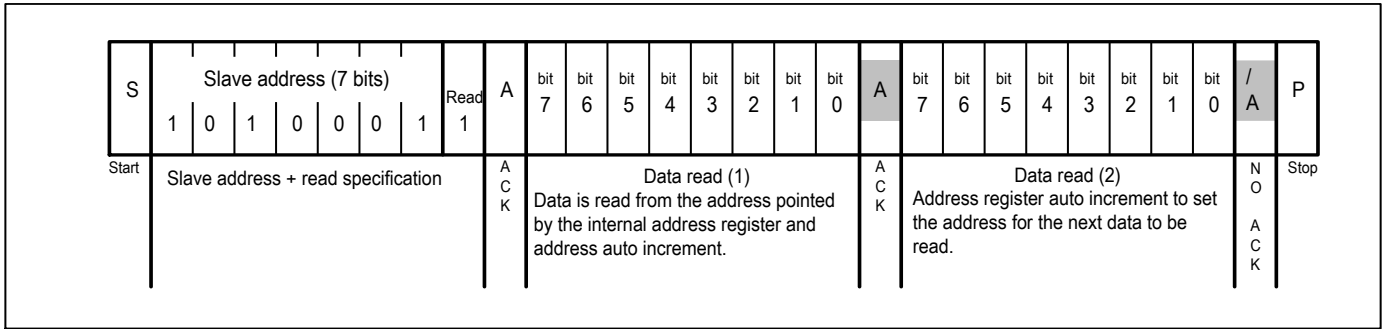 S
Slave address (7 bits)
Read
A
bit bit bit bit bit bit bit bit
7 6 5 4 3 2 1 0
A
bit bit bit bit bit bit bit bit
7 6 5 4 3 2 1 0
/
A
P
1 0 1 0 0 0 1 1
Start
Slave address + read specification
A
C
K
Data read (1)
Data is read from the address pointed
by the internal address register and
address auto increment.
A
C
K
Data read (2)
Address register auto increment to set
the address for the next data to be
read.
N
O
A
C
K
Stop